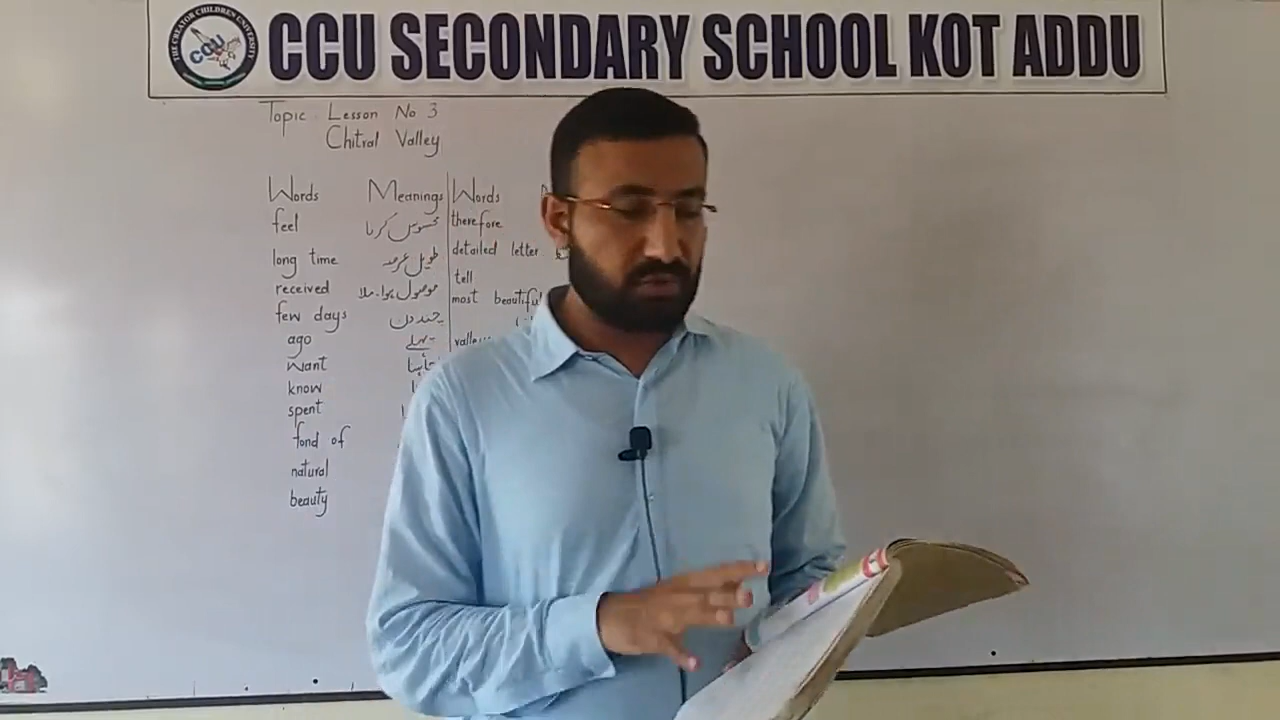 CCU SECONDARY SCHOOL KOT ADDU
THE CREATOR CHILDREN UNIVERSITY
CCU
Topic : Lesson No 3
Chitral Valley
Words Meanings Words
feel محسوس کرنا therefore
long time طویل عرصہ detailed letter
received موصول ہوا۔ملا tell
few days چند دن most beautiful
ago پہلے
want چاہنا
know
spent
fond of
natural
beauty